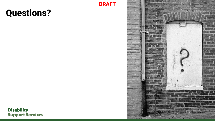 DRAFT
Questions?
?
Disability
Support Services